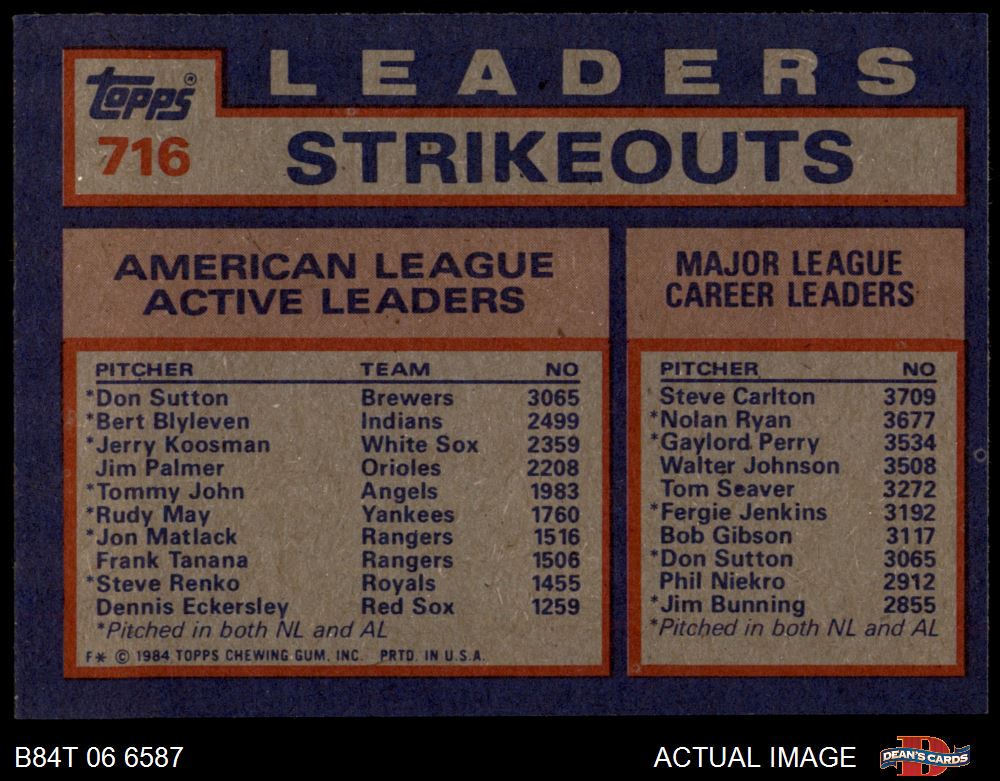 LEADERS
topps®
716
STRIKEOUTS
AMERICAN LEAGUE
ACTIVE LEADERS
PITCHER TEAM NO
*Don Sutton Brewers 3065
*Bert Blyleven Indians 2499
*Jerry Koosman White Sox 2359
Jim Palmer Orioles 2208
*Tommy John Angels 1983
*Rudy May Yankees 1760
*Jon Matlack Rangers 1516
Frank Tanana Rangers 1506
*Steve Renko Royals 1455
Dennis Eckersley Red Sox 1259
*Pitched in both NL and AL
F* © 1984 TOPPS CHEWING GUM, INC. PRTD. IN U.S.A.
MAJOR LEAGUE
CAREER LEADERS
PITCHER NO
Steve Carlton 3709
*Nolan Ryan 3677
*Gaylord Perry 3534
Walter Johnson 3508
Tom Seaver 3272
*Fergie Jenkins 3192
Bob Gibson 3117
*Don Sutton 3065
Phil Niekro 2912
*Jim Bunning 2855
*Pitched in both NL and AL
B84T 06 6587
ACTUAL IMAGE
DEAN'S CARDS